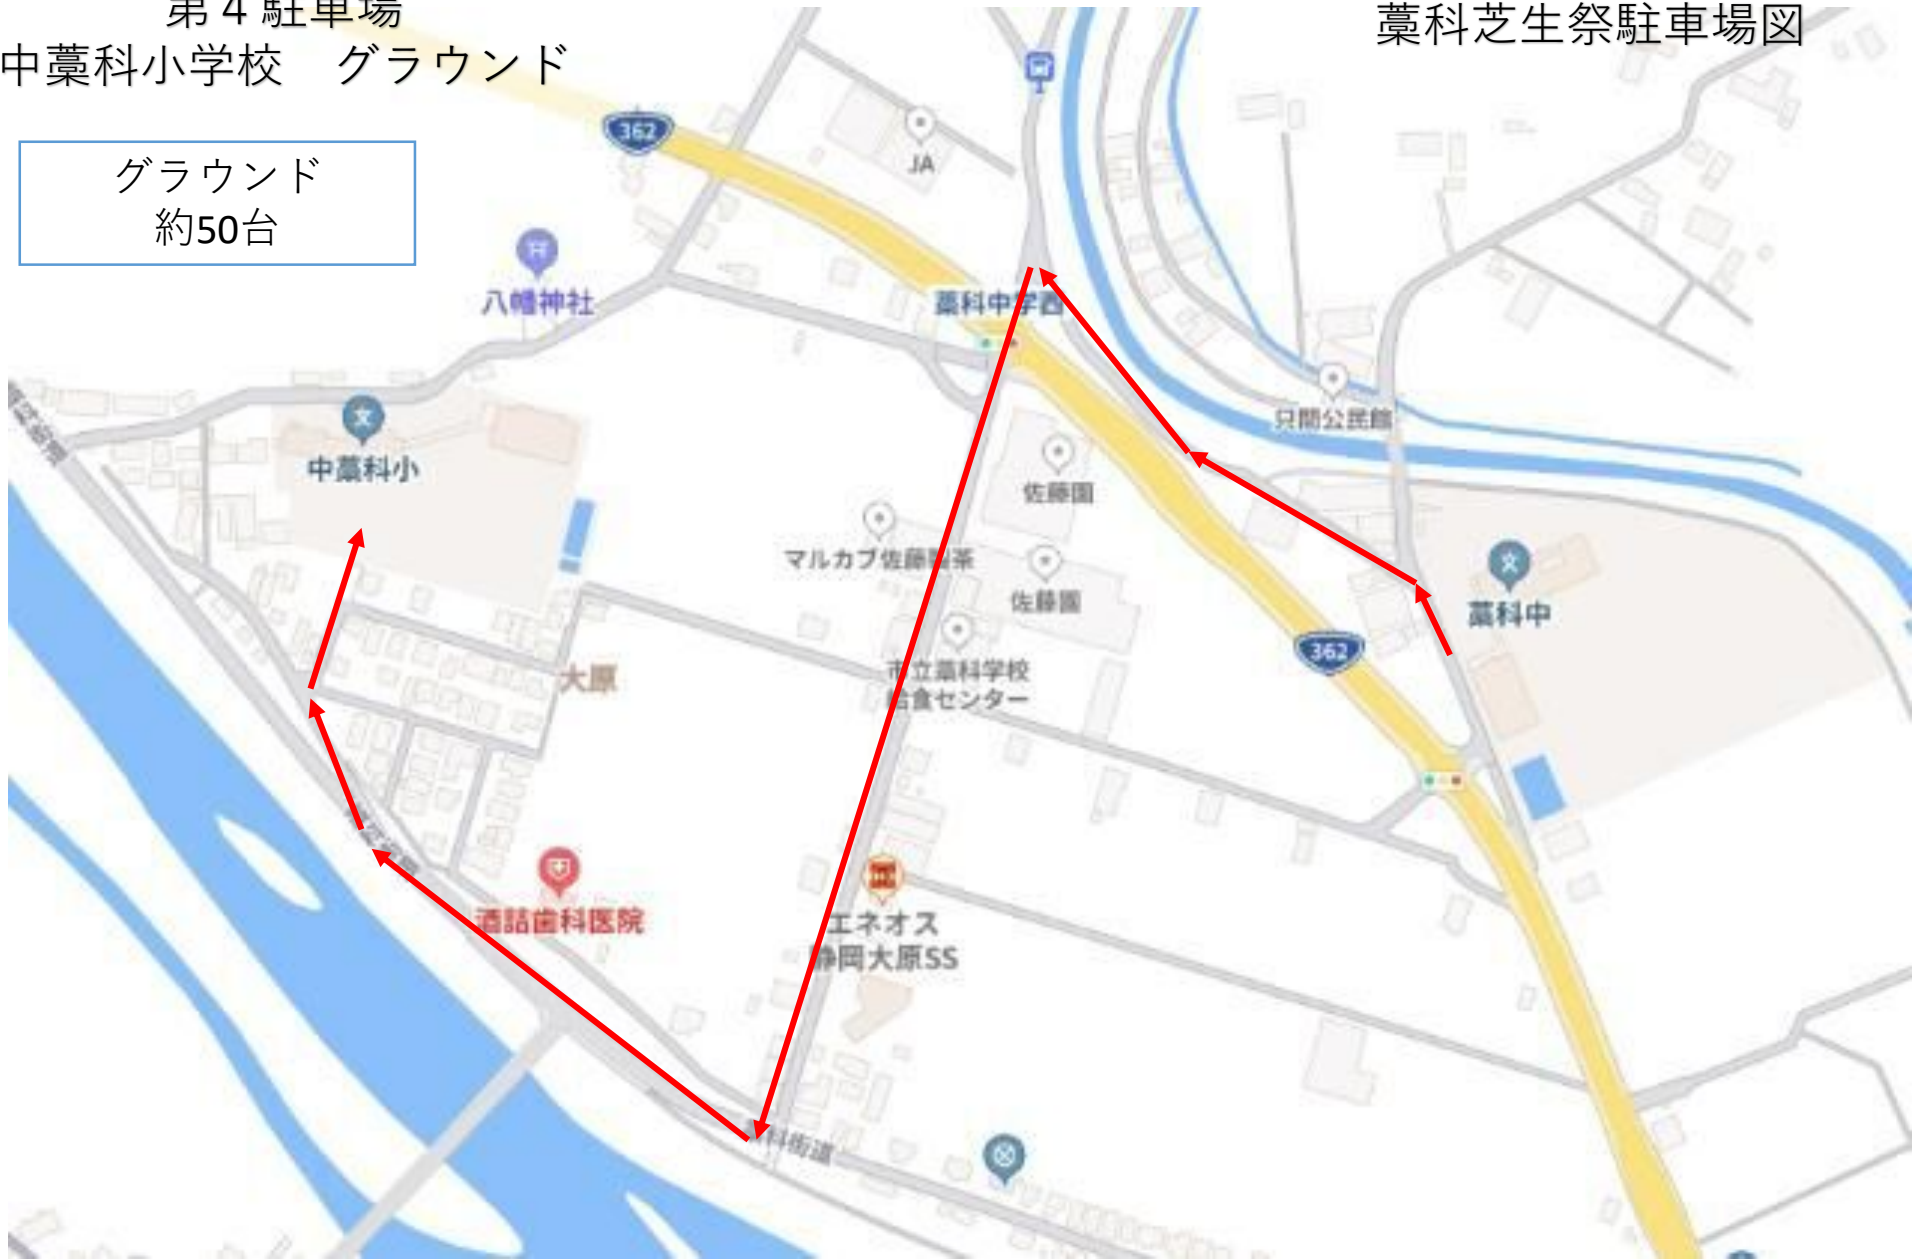 第４駐車場
中藁科小学校　グラウンド
藁科芝生祭駐車場図
グラウンド
約50台
362
JA
八幡神社
藁科中学西
只間公民館
中藁科小
佐藤園
マルカブ佐藤製茶
佐藤園
藁科中
362
市立藁科学校
給食センター
大原
酒詰歯科医院
エネオス
静岡大原SS
科街道